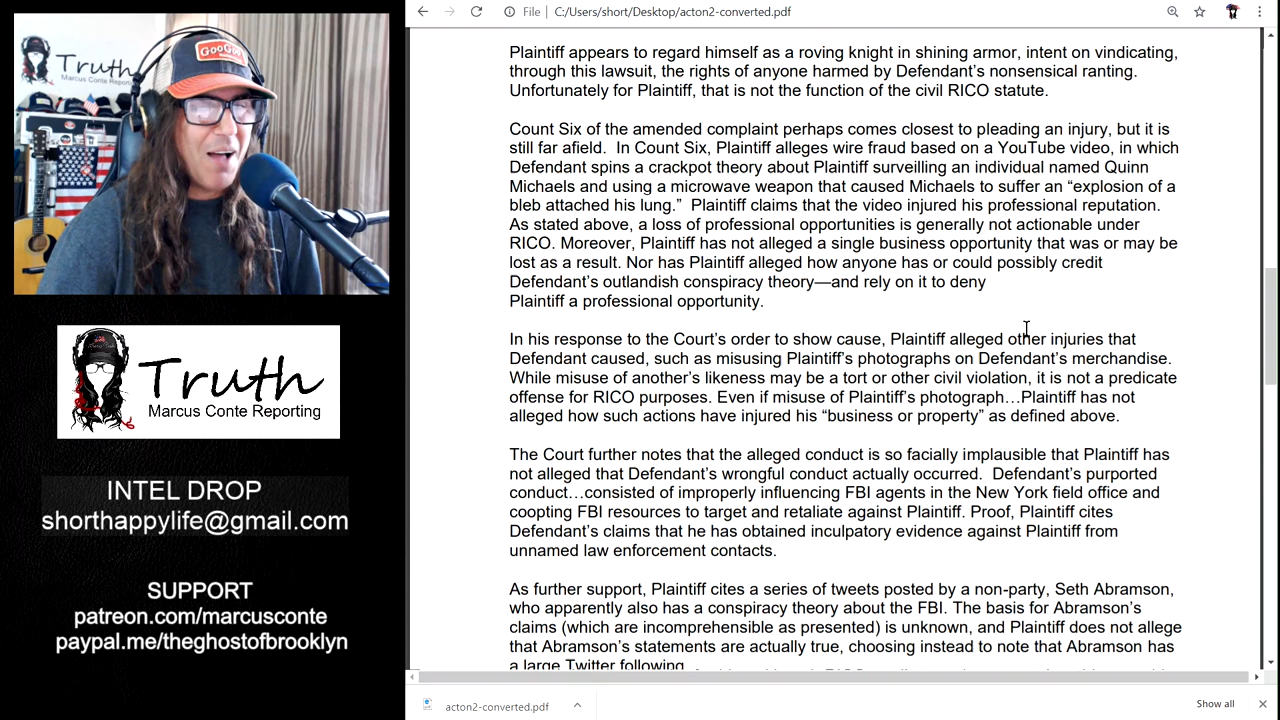 Truth
Marcus Conte Reporting
GooGoo
Truth
Marcus Conte Reporting
INTEL DROP
shorthappylife@gmail.com
SUPPORT
patreon.com/marcusconte
paypal.me/theghostofbrooklyn
File | C:/Users/short/Desktop/acton2-converted.pdf
Plaintiff appears to regard himself as a roving knight in shining armor, intent on vindicating,
through this lawsuit, the rights of anyone harmed by Defendant’s nonsensical ranting.
Unfortunately for Plaintiff, that is not the function of the civil RICO statute.
Count Six of the amended complaint perhaps comes closest to pleading an injury, but it is
still far afield.  In Count Six, Plaintiff alleges wire fraud based on a YouTube video, in which
Defendant spins a crackpot theory about Plaintiff surveilling an individual named Quinn
Michaels and using a microwave weapon that caused Michaels to suffer an “explosion of a
bleb attached his lung.”  Plaintiff claims that the video injured his professional reputation.
As stated above, a loss of professional opportunities is generally not actionable under
RICO. Moreover, Plaintiff has not alleged a single business opportunity that was or may be
lost as a result. Nor has Plaintiff alleged how anyone has or could possibly credit
Defendant’s outlandish conspiracy theory—and rely on it to deny
Plaintiff a professional opportunity.
In his response to the Court’s order to show cause, Plaintiff alleged other injuries that
Defendant caused, such as misusing Plaintiff’s photographs on Defendant’s merchandise.
While misuse of another’s likeness may be a tort or other civil violation, it is not a predicate
offense for RICO purposes. Even if misuse of Plaintiff’s photograph…Plaintiff has not
alleged how such actions have injured his “business or property” as defined above.
The Court further notes that the alleged conduct is so facially implausible that Plaintiff has
not alleged that Defendant’s wrongful conduct actually occurred.  Defendant’s purported
conduct…consisted of improperly influencing FBI agents in the New York field office and
coopting FBI resources to target and retaliate against Plaintiff. Proof, Plaintiff cites
Defendant’s claims that he has obtained inculpatory evidence against Plaintiff from
unnamed law enforcement contacts.
As further support, Plaintiff cites a series of tweets posted by a non-party, Seth Abramson,
who apparently also has a conspiracy theory about the FBI. The basis for Abramson’s
claims (which are incomprehensible as presented) is unknown, and Plaintiff does not allege
that Abramson’s statements are actually true, choosing instead to note that Abramson has
a large Twitter following.
acton2-converted.pdf
Show all